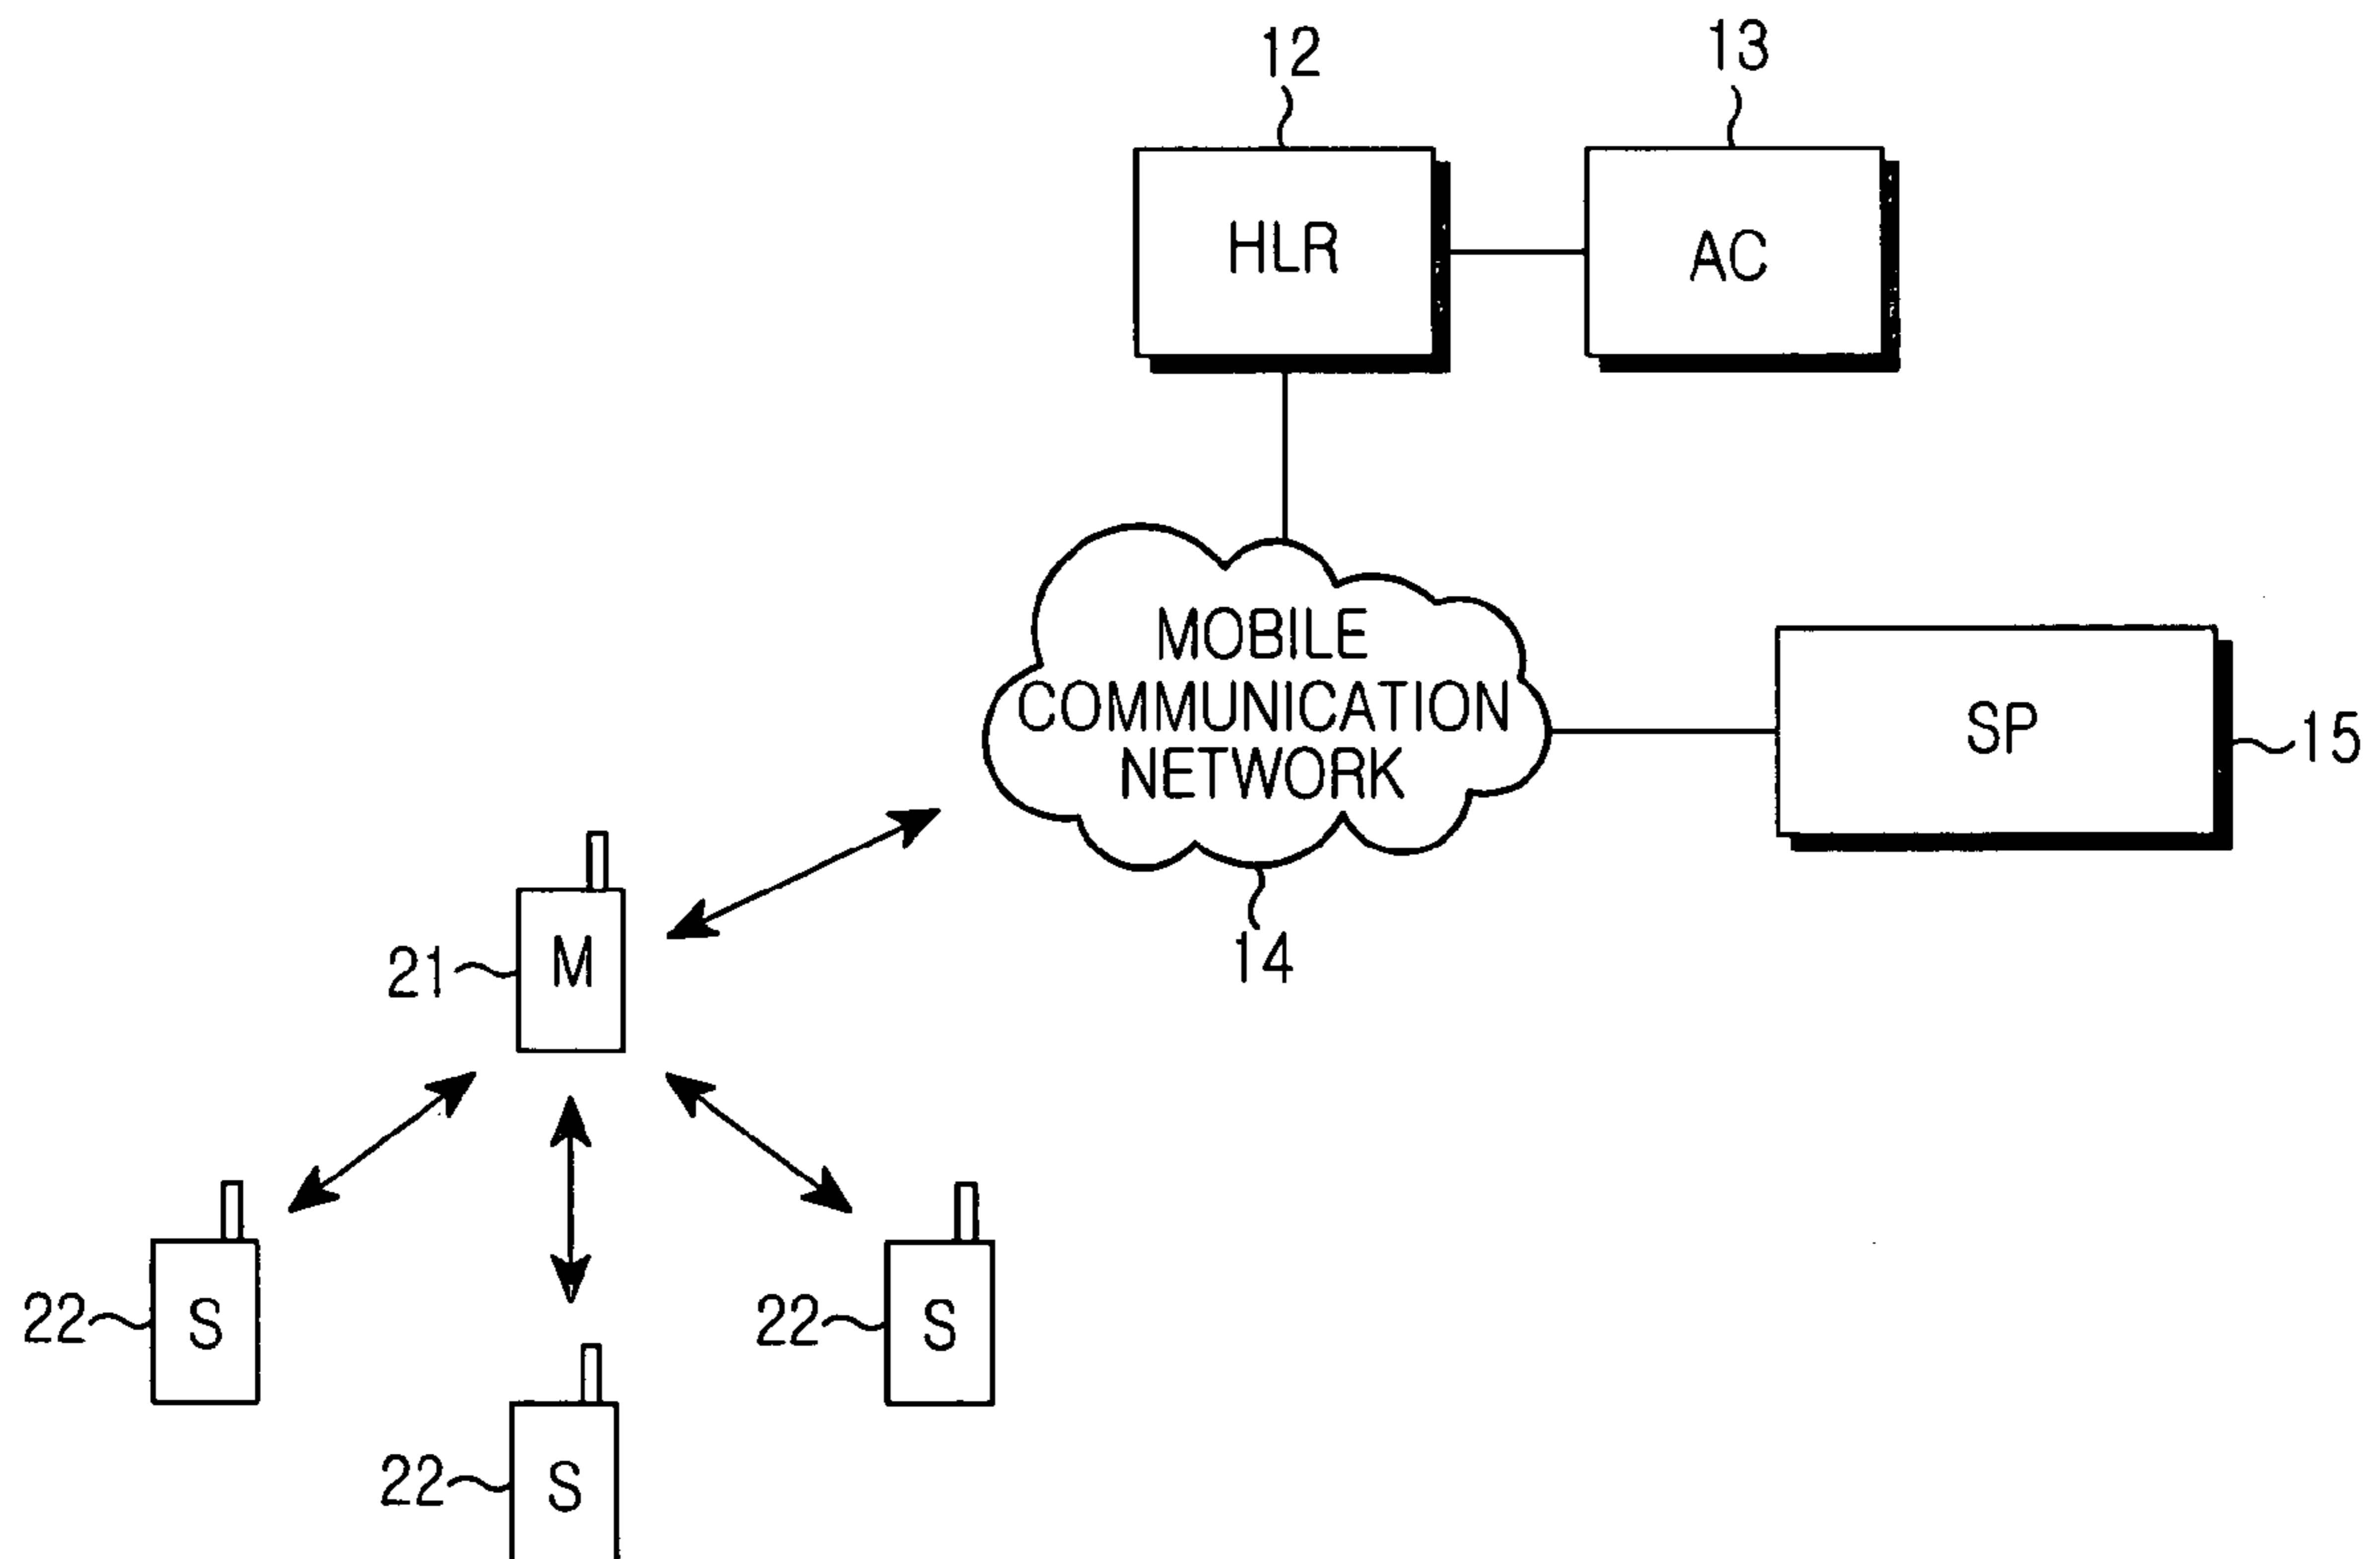 12
13
HLR
AC
MOBILE
COMMUNICATION
NETWORK
SP
15
14
21
M
22
S
22
S
22
S